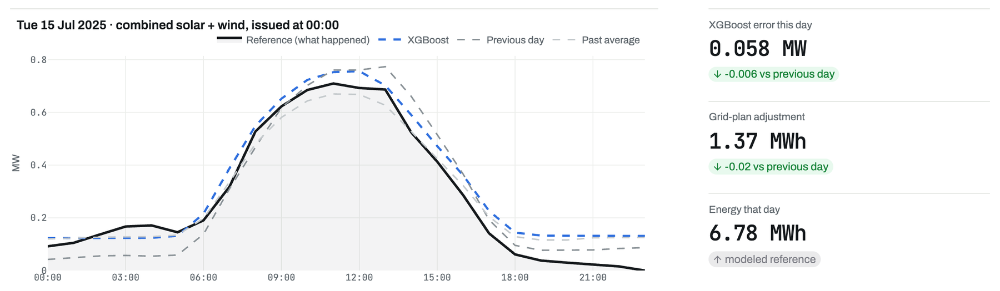 Tue 15 Jul 2025 · combined solar + wind, issued at 00:00
Reference (what happened) XGBoost Previous day Past average
0.8
0.6
0.4
0.2
0
MW
00:00 03:00 06:00 09:00 12:00 15:00 18:00 21:00
XGBoost error this day
0.058 MW
↓ -0.006 vs previous day
Grid-plan adjustment
1.37 MWh
↓ -0.02 vs previous day
Energy that day
6.78 MWh
↑ modeled reference